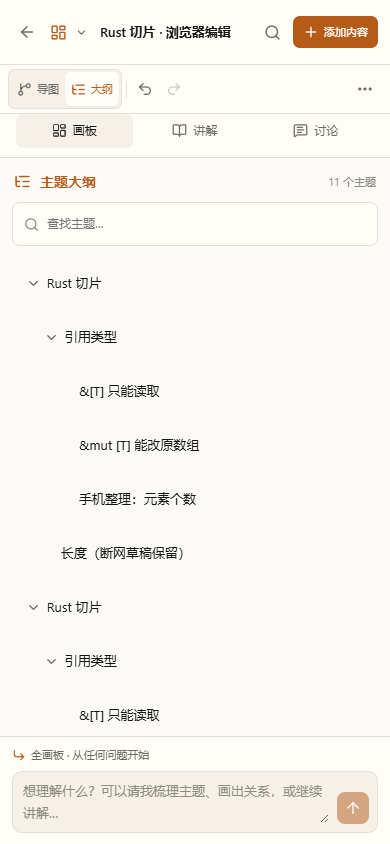 Rust 切片 · 浏览器编辑
添加内容
导图
大纲
画板
讲解
讨论
主题大纲
11 个主题
查找主题...
Rust 切片
引用类型
&[T] 只能读取
&mut [T] 能改原数组
手机整理：元素个数
长度（断网草稿保留）
Rust 切片
引用类型
&[T] 只能读取
全画板 · 从任何问题开始
想理解什么？可以请我梳理主题、画出关系，或继续
讲解...